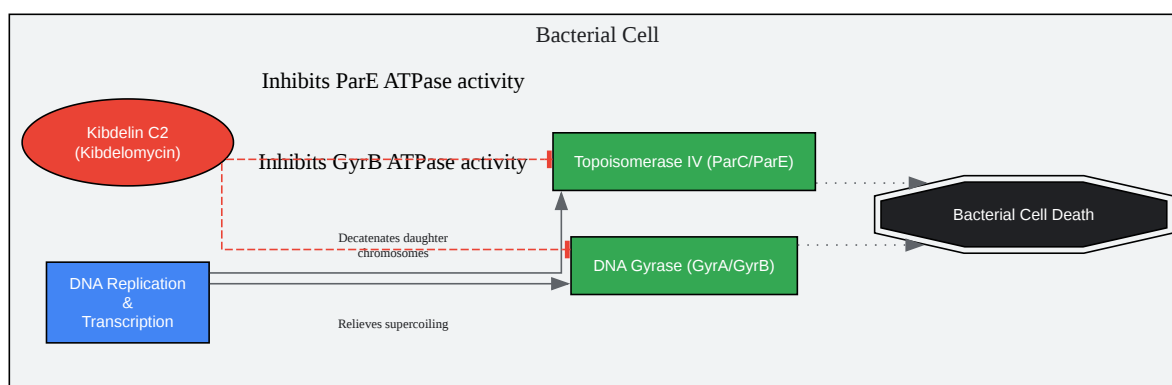 Bacterial Cell
Inhibits ParE ATPase activity
Kibdelin C2
(Kibdelomycin)
Inhibits GyrB ATPase activity
Topoisomerase IV (ParC/ParE)
Bacterial Cell Death
Decatenates daughter
chromosomes
DNA Gyrase (GyrA/GyrB)
DNA Replication
&
Transcription
Relieves supercoiling